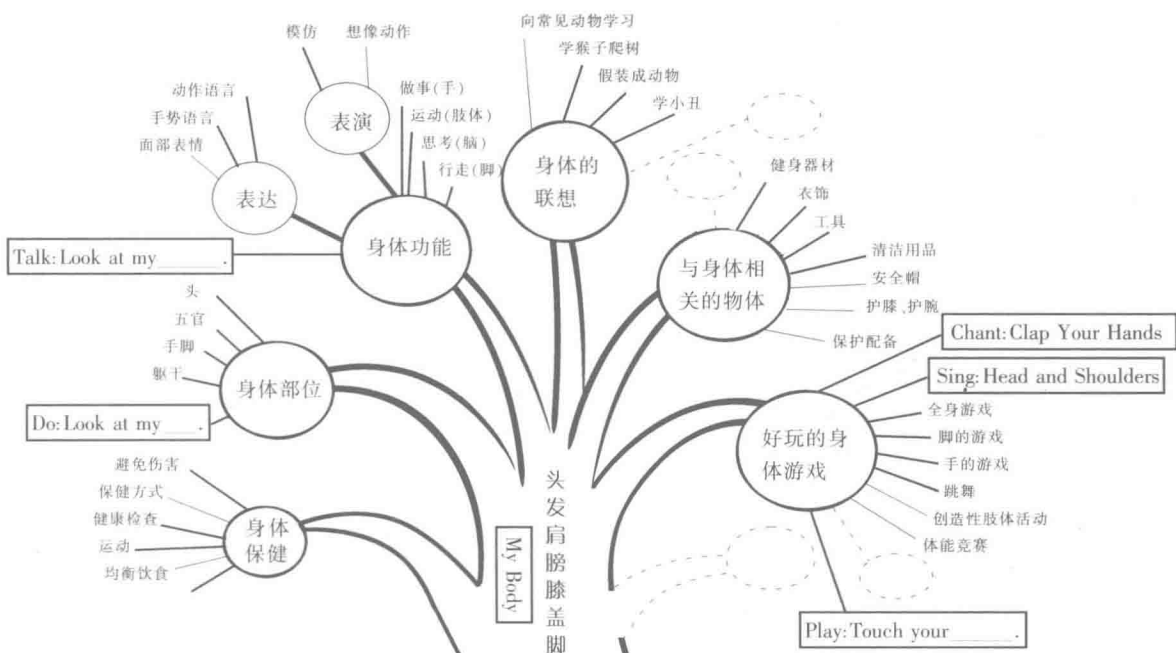 向常见动物学习
模仿
想像动作
学猴子爬树
假装成动物
学小丑
动作语言
手势语言
面部表情
做事(手)
运动(肢体)
思考(脑)
行走(脚)
表演
表达
身体功能
Talk: Look at my______.
身体的
联想
健身器材
衣饰
工具
清洁用品
安全帽
护膝、护腕
保护配备
与身体相
关的物体
头
五官
手脚
躯干
身体部位
Do: Look at my____.
Chant: Clap Your Hands
Sing: Head and Shoulders
全身游戏
脚的游戏
手的游戏
跳舞
创造性肢体活动
体能竞赛
好玩的身
体游戏
Play: Touch your______.
避免伤害
保健方式
健康检查
运动
均衡饮食
身体
保健
My Body
头发肩膀膝盖脚